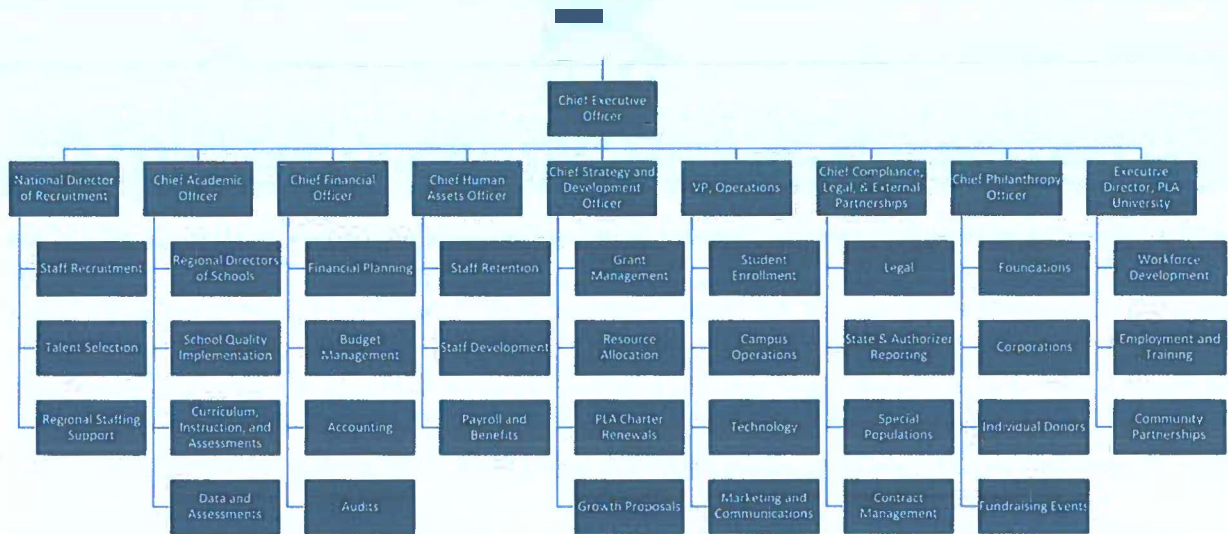 Chief Executive
Officer
National Director
of Recruitment
Chief Academic
Officer
Chief Financial
Officer
Chief Human
Assets Officer
Chief Strategy and
Development
Officer
VP, Operations
Chief Compliance,
Legal, & External
Partnerships
Chief Philanthropy
Officer
Executive
Director, PLA
University
Staff Recruitment
Regional Directors
of Schools
Financial Planning
Staff Retention
Grant
Management
Student
Enrollment
Legal
Foundations
Workforce
Development
Talent Selection
School Quality
Implementation
Budget
Management
Staff Development
Resource
Allocation
Campus
Operations
State & Authorizer
Reporting
Corporations
Employment and
Training
Regional Staffing
Support
Curriculum,
Instruction, and
Assessments
Accounting
Payroll and
Benefits
PLA Charter
Renewals
Technology
Special
Populations
Individual Donors
Community
Partnerships
Data and
Assessments
Audits
Growth Proposals
Marketing and
Communications
Contract
Management
Fundraising Events